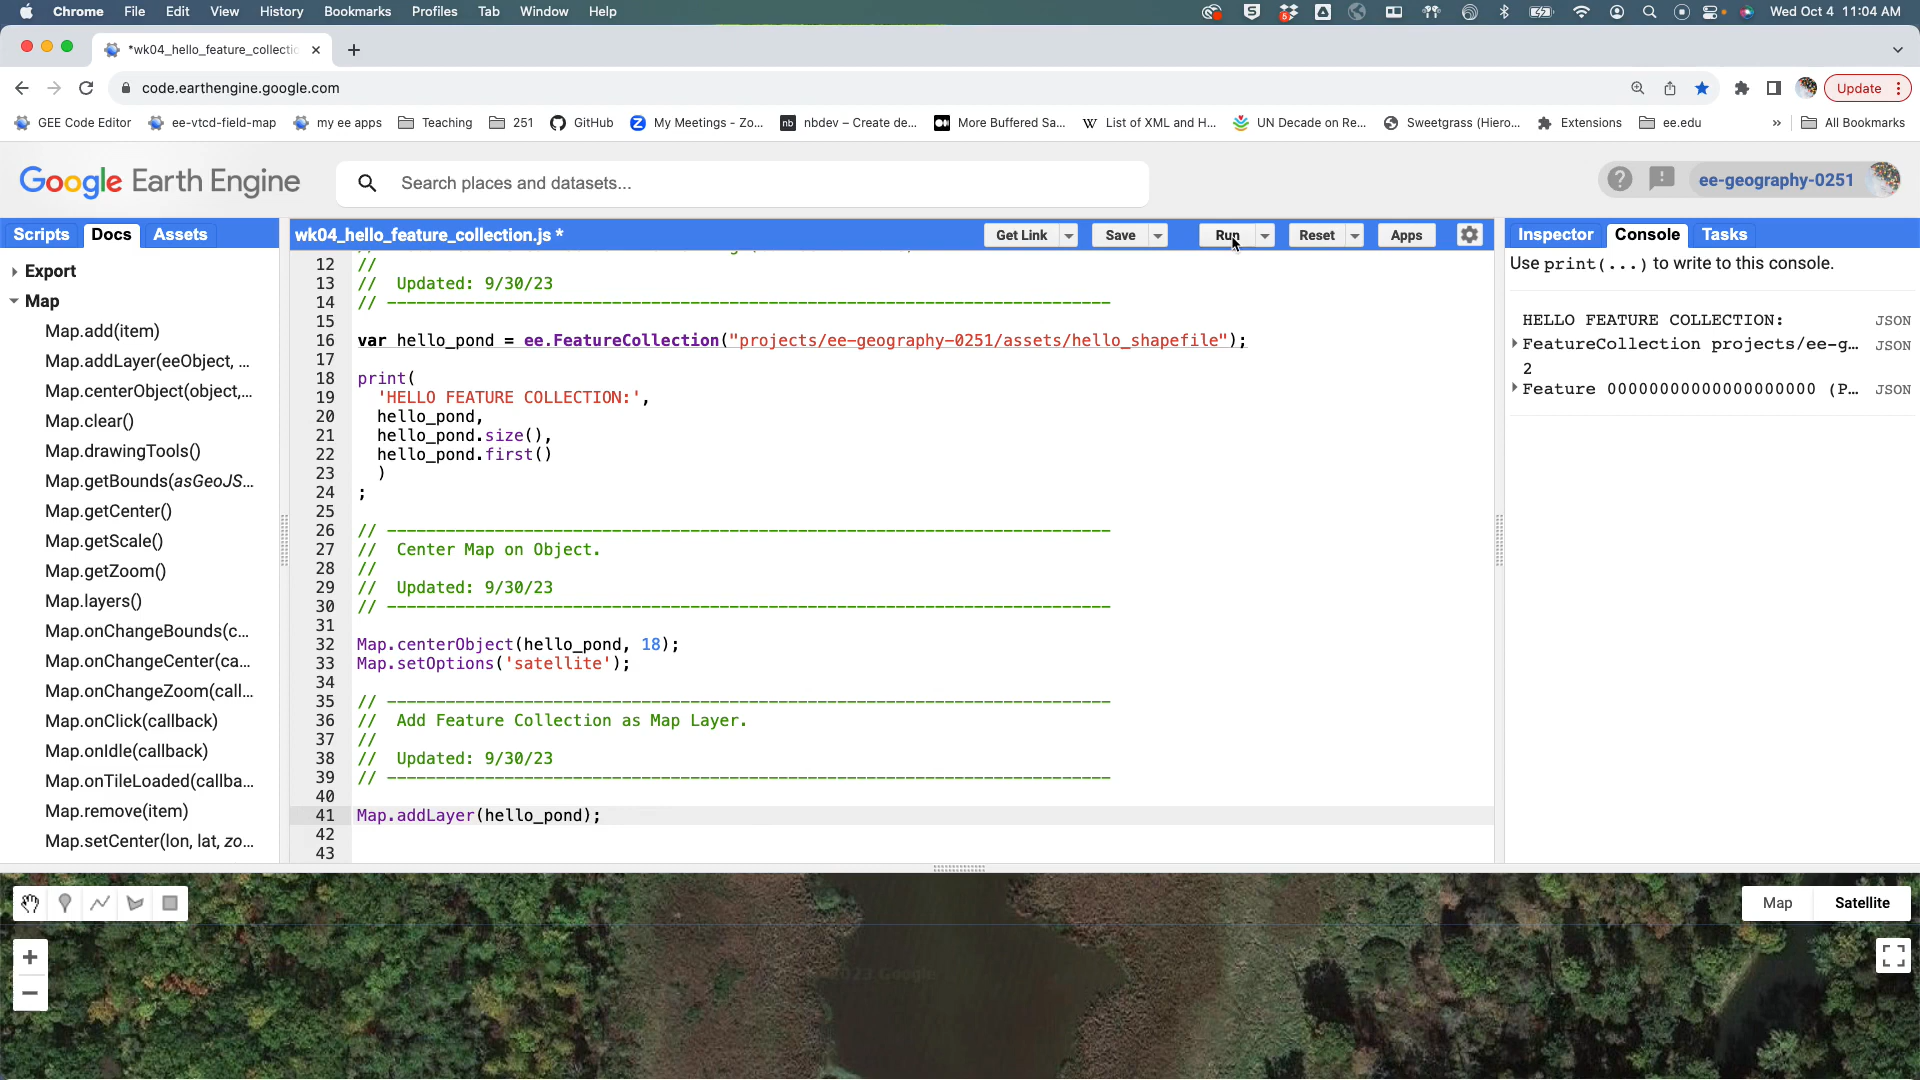 Chrome File Edit View History Bookmarks Profiles Tab Window Help
5
Wed Oct 4 11:04 AM
*wk04_hello_feature_collectio
code.earthengine.google.com
Update
GEE Code Editor ee-vtcd-field-map my ee apps Teaching 251 GitHub My Meetings - Zo... nbdev – Create de... More Buffered Sa... List of XML and H... UN Decade on Re... Sweetgrass (Hiero... Extensions ee.edu » All Bookmarks
Google Earth Engine
Search places and datasets...
ee-geography-0251
Scripts Docs Assets
Export
Map
Map.add(item)
Map.addLayer(eeObject, ...
Map.centerObject(object,...
Map.clear()
Map.drawingTools()
Map.getBounds(asGeoJS...
Map.getCenter()
Map.getScale()
Map.getZoom()
Map.layers()
Map.onChangeBounds(c...
Map.onChangeCenter(ca...
Map.onChangeZoom(call...
Map.onClick(callback)
Map.onIdle(callback)
Map.onTileLoaded(callba...
Map.remove(item)
Map.setCenter(lon, lat, zo...
wk04_hello_feature_collection.js *
Get Link Save Run Reset Apps
12 //
13 // Updated: 9/30/23
14 // --------------------------------------------------------------------------
15
16 var hello_pond = ee.FeatureCollection("projects/ee-geography-0251/assets/hello_shapefile");
17
18 print(
19 'HELLO FEATURE COLLECTION:',
20 hello_pond,
21 hello_pond.size(),
22 hello_pond.first()
23 )
24 ;
25
26 // --------------------------------------------------------------------------
27 // Center Map on Object.
28 //
29 // Updated: 9/30/23
30 // --------------------------------------------------------------------------
31
32 Map.centerObject(hello_pond, 18);
33 Map.setOptions('satellite');
34
35 // --------------------------------------------------------------------------
36 // Add Feature Collection as Map Layer.
37 //
38 // Updated: 9/30/23
39 // --------------------------------------------------------------------------
40
41 Map.addLayer(hello_pond);
42
43
Inspector Console Tasks
Use print(...) to write to this console.
HELLO FEATURE COLLECTION: JSON
FeatureCollection projects/ee-g... JSON
2
Feature 00000000000000000000 (P... JSON
Map Satellite